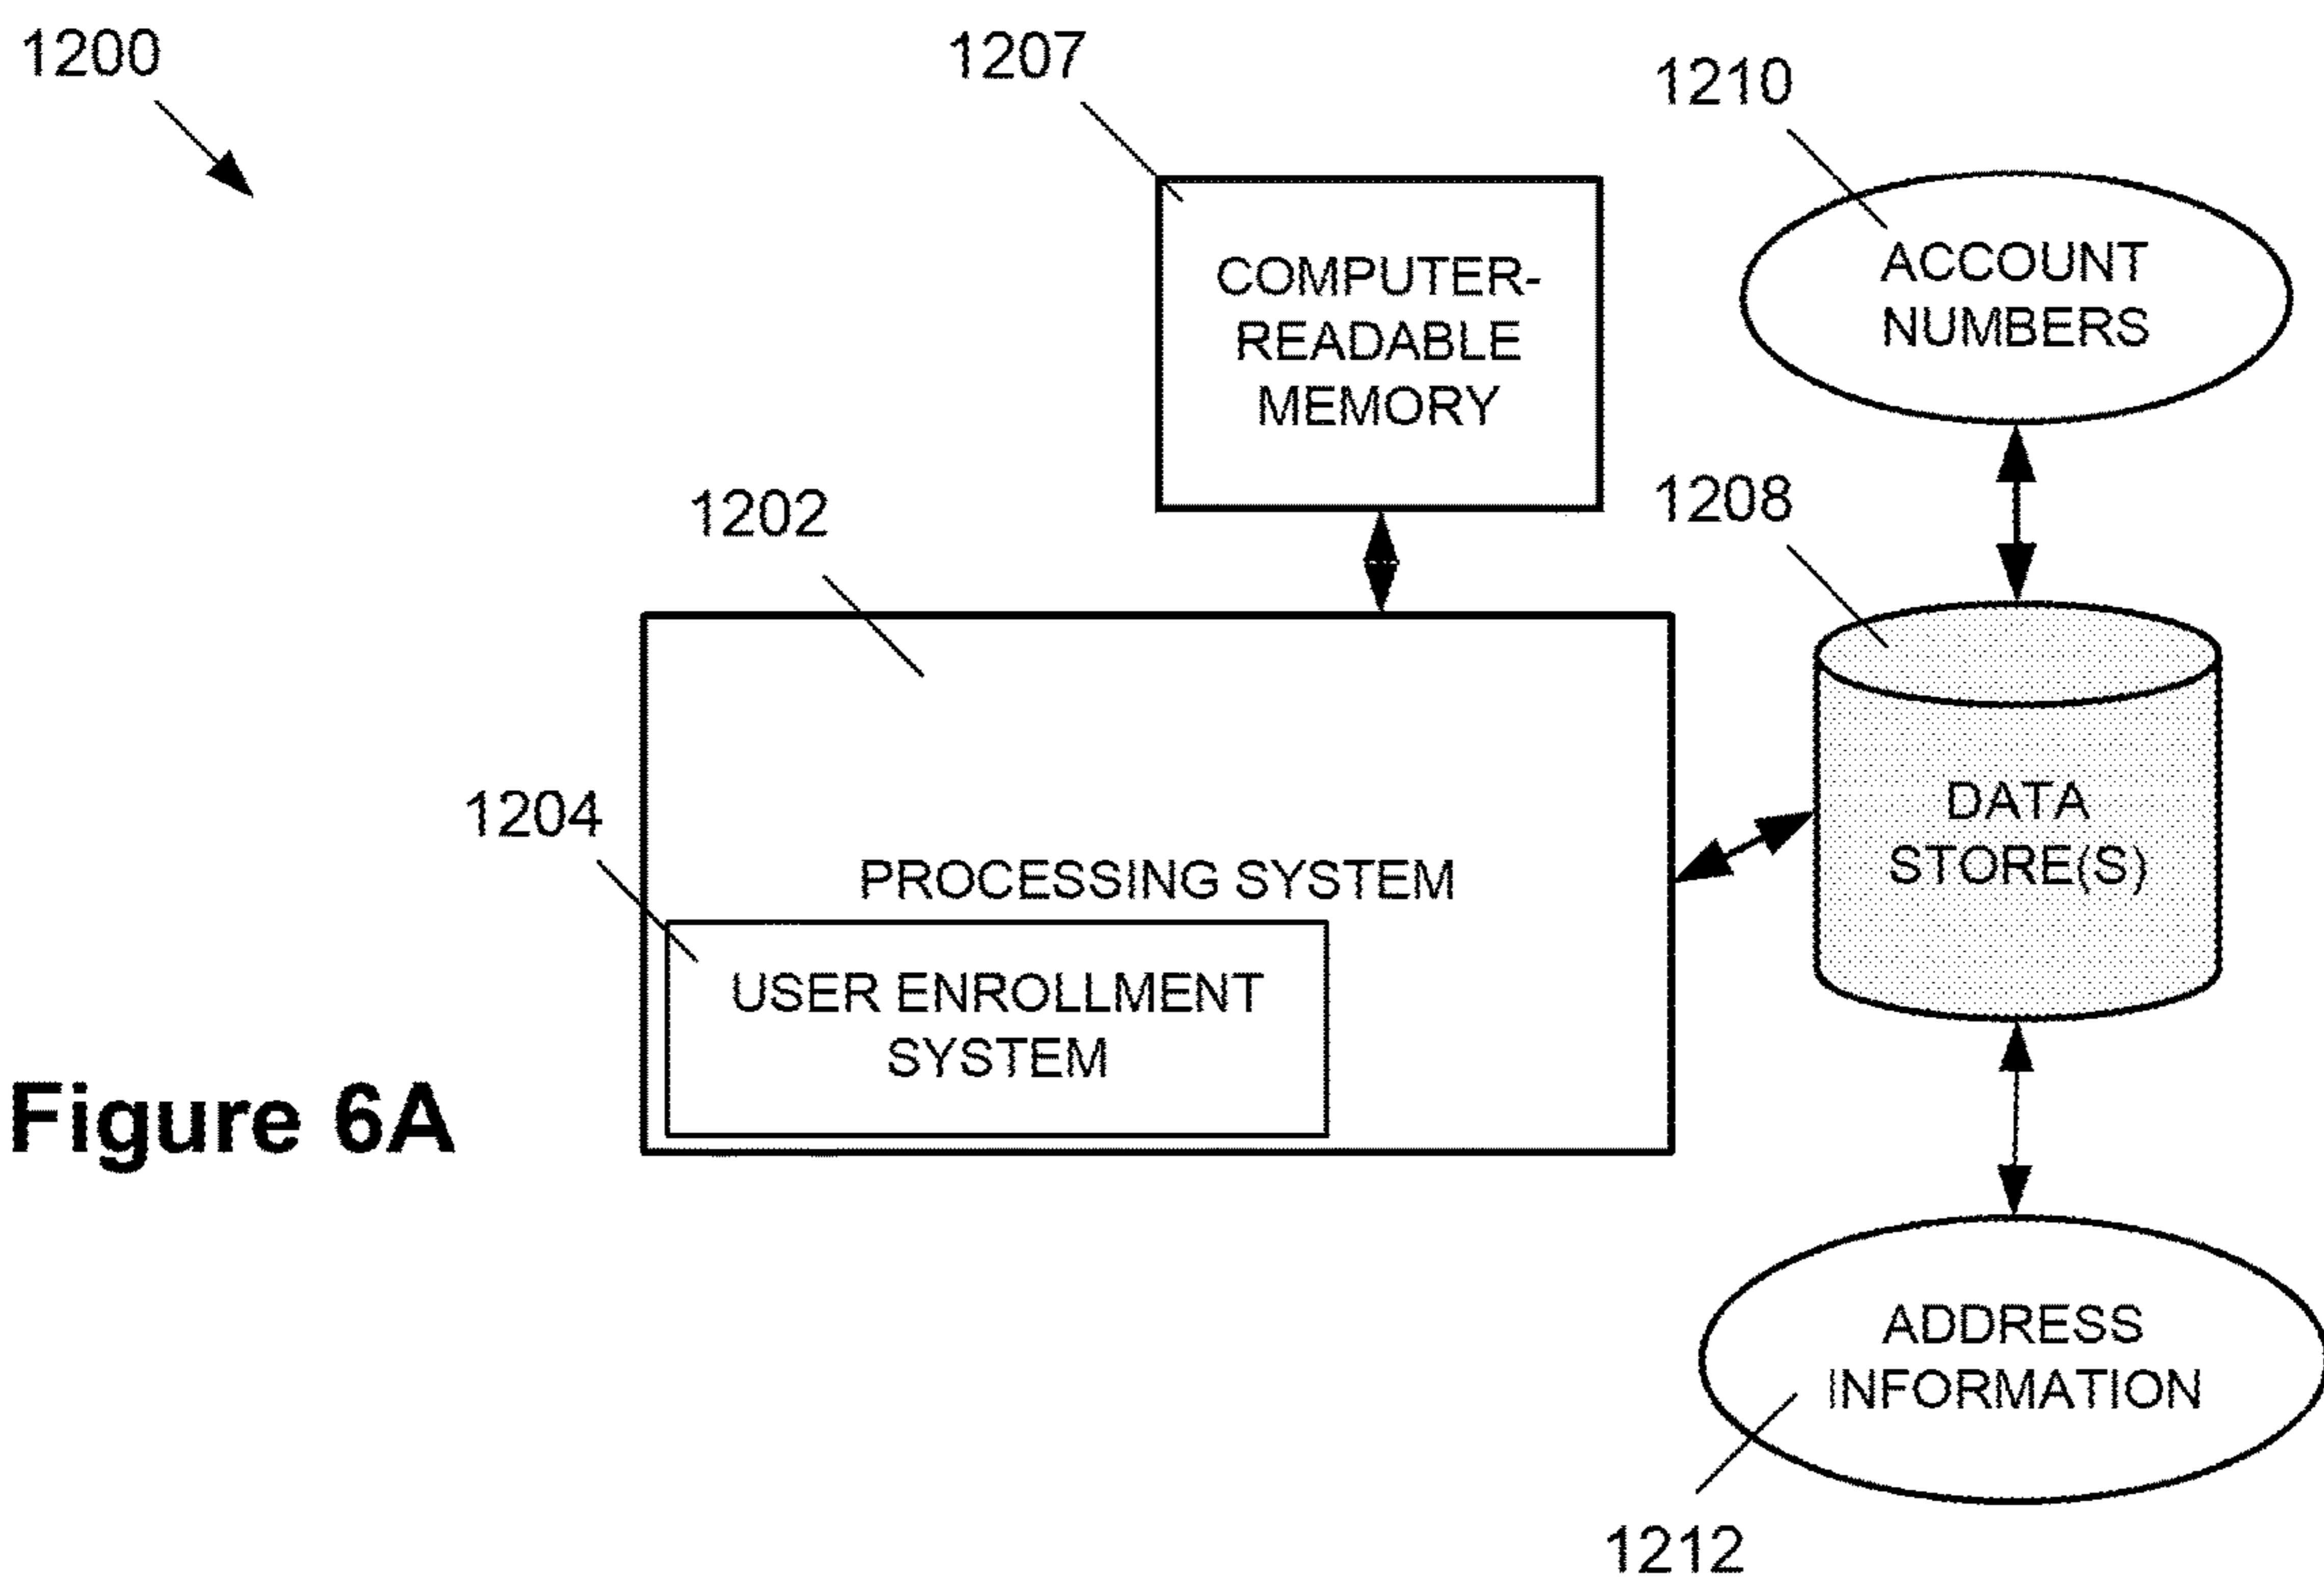 1200
1207
1210
COMPUTER-
READABLE
MEMORY
ACCOUNT
NUMBERS
1202
1208
1204
PROCESSING SYSTEM
DATA
STORE(S)
USER ENROLLMENT
SYSTEM
Figure 6A
ADDRESS
INFORMATION
1212